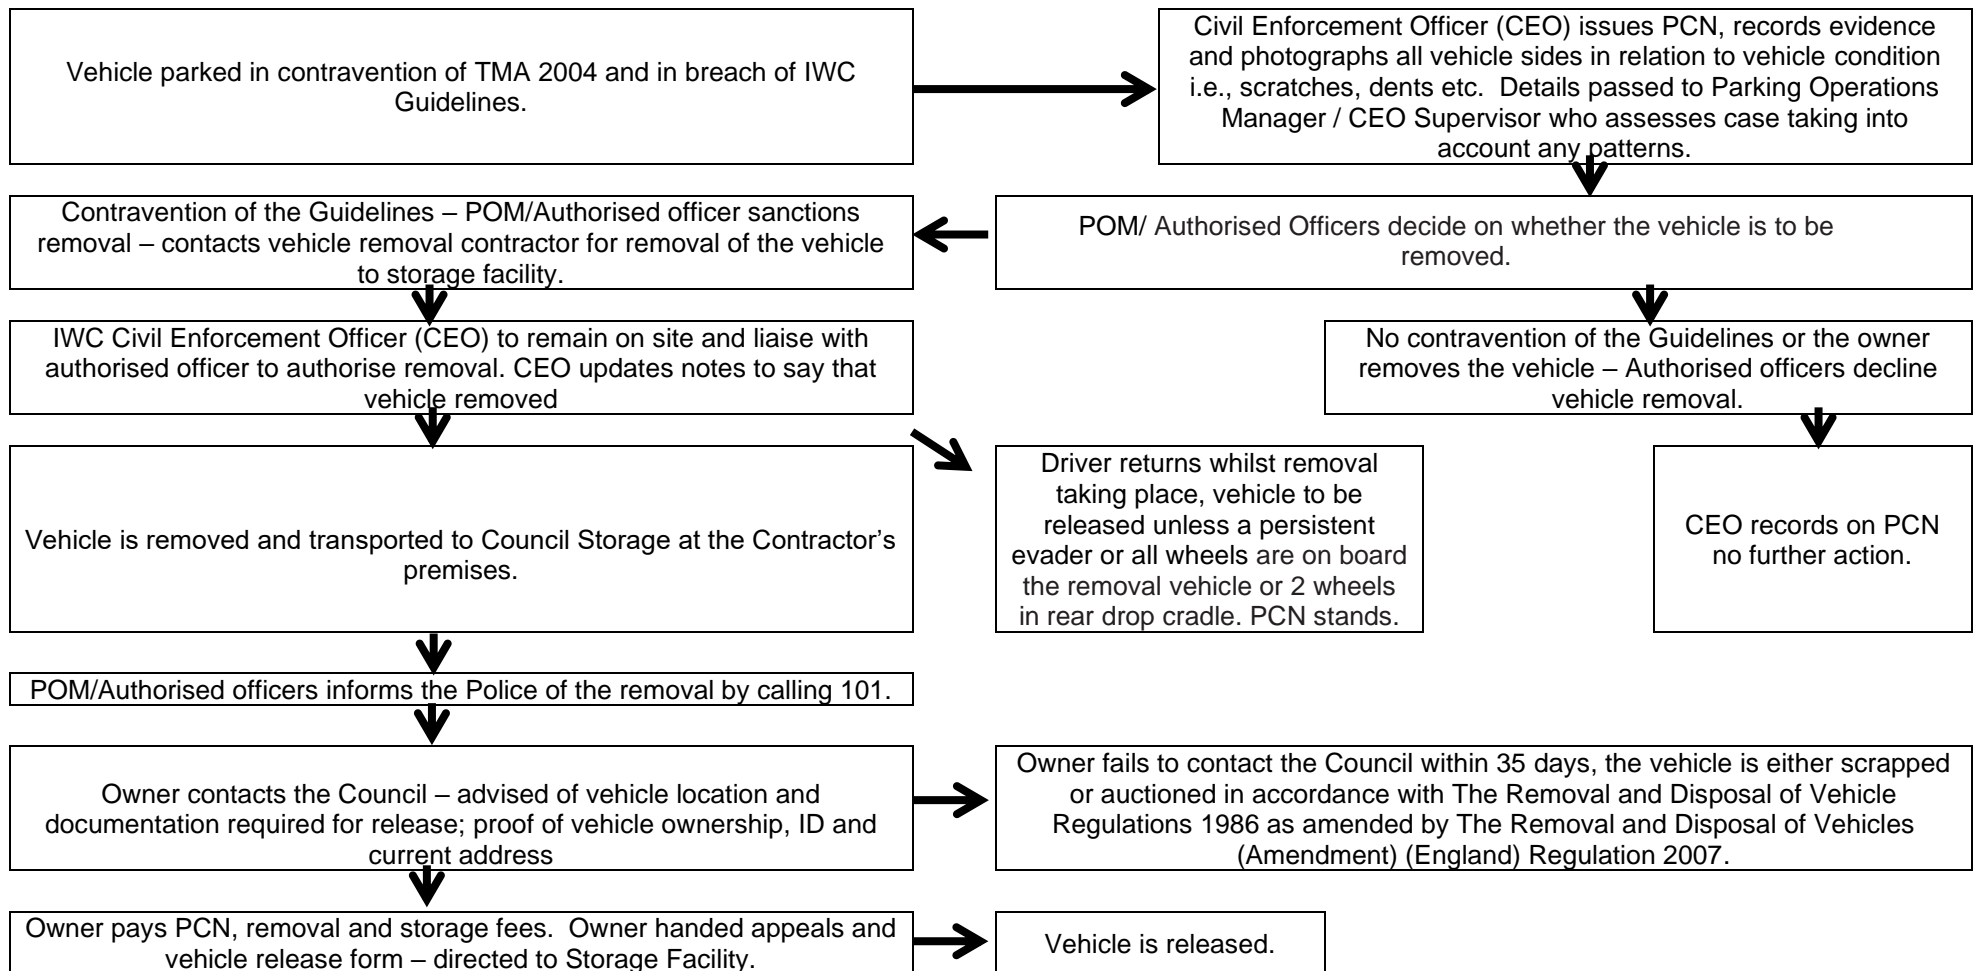 Vehicle parked in contravention of TMA 2004 and in breach of IWC
Guidelines.
Civil Enforcement Officer (CEO) issues PCN, records evidence
and photographs all vehicle sides in relation to vehicle condition
i.e., scratches, dents etc.  Details passed to Parking Operations
Manager / CEO Supervisor who assesses case taking into
account any patterns.
POM/ Authorised Officers decide on whether the vehicle is to be
removed.
Contravention of the Guidelines – POM/Authorised officer sanctions
removal – contacts vehicle removal contractor for removal of the vehicle
to storage facility.
IWC Civil Enforcement Officer (CEO) to remain on site and liaise with
authorised officer to authorise removal. CEO updates notes to say that
vehicle removed
No contravention of the Guidelines or the owner
removes the vehicle – Authorised officers decline
vehicle removal.
Vehicle is removed and transported to Council Storage at the Contractor's
premises.
Driver returns whilst removal
taking place, vehicle to be
released unless a persistent
evader or all wheels are on board
the removal vehicle or 2 wheels
in rear drop cradle. PCN stands.
CEO records on PCN
no further action.
POM/Authorised officers informs the Police of the removal by calling 101.
Owner contacts the Council – advised of vehicle location and
documentation required for release; proof of vehicle ownership, ID and
current address
Owner fails to contact the Council within 35 days, the vehicle is either scrapped
or auctioned in accordance with The Removal and Disposal of Vehicle
Regulations 1986 as amended by The Removal and Disposal of Vehicles
(Amendment) (England) Regulation 2007.
Owner pays PCN, removal and storage fees.  Owner handed appeals and
vehicle release form – directed to Storage Facility.
Vehicle is released.